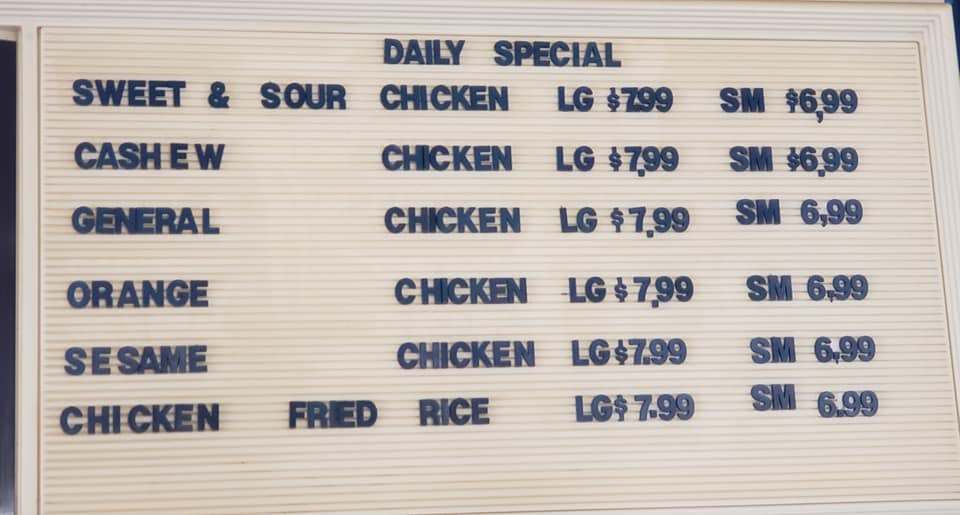 DAILY SPECIAL
SWEET & SOUR CHICKEN LG $7.99 SM $6,99
CASHEW CHICKEN LG $7.99 SM $6.99
GENERAL CHICKEN LG $7.99 SM 6,99
ORANGE CHICKEN LG $7.99 SM 6.99
SESAME CHICKEN LG $7.99 SM 6,99
CHICKEN FRIED RICE LG$ 7.99 SM 6.99